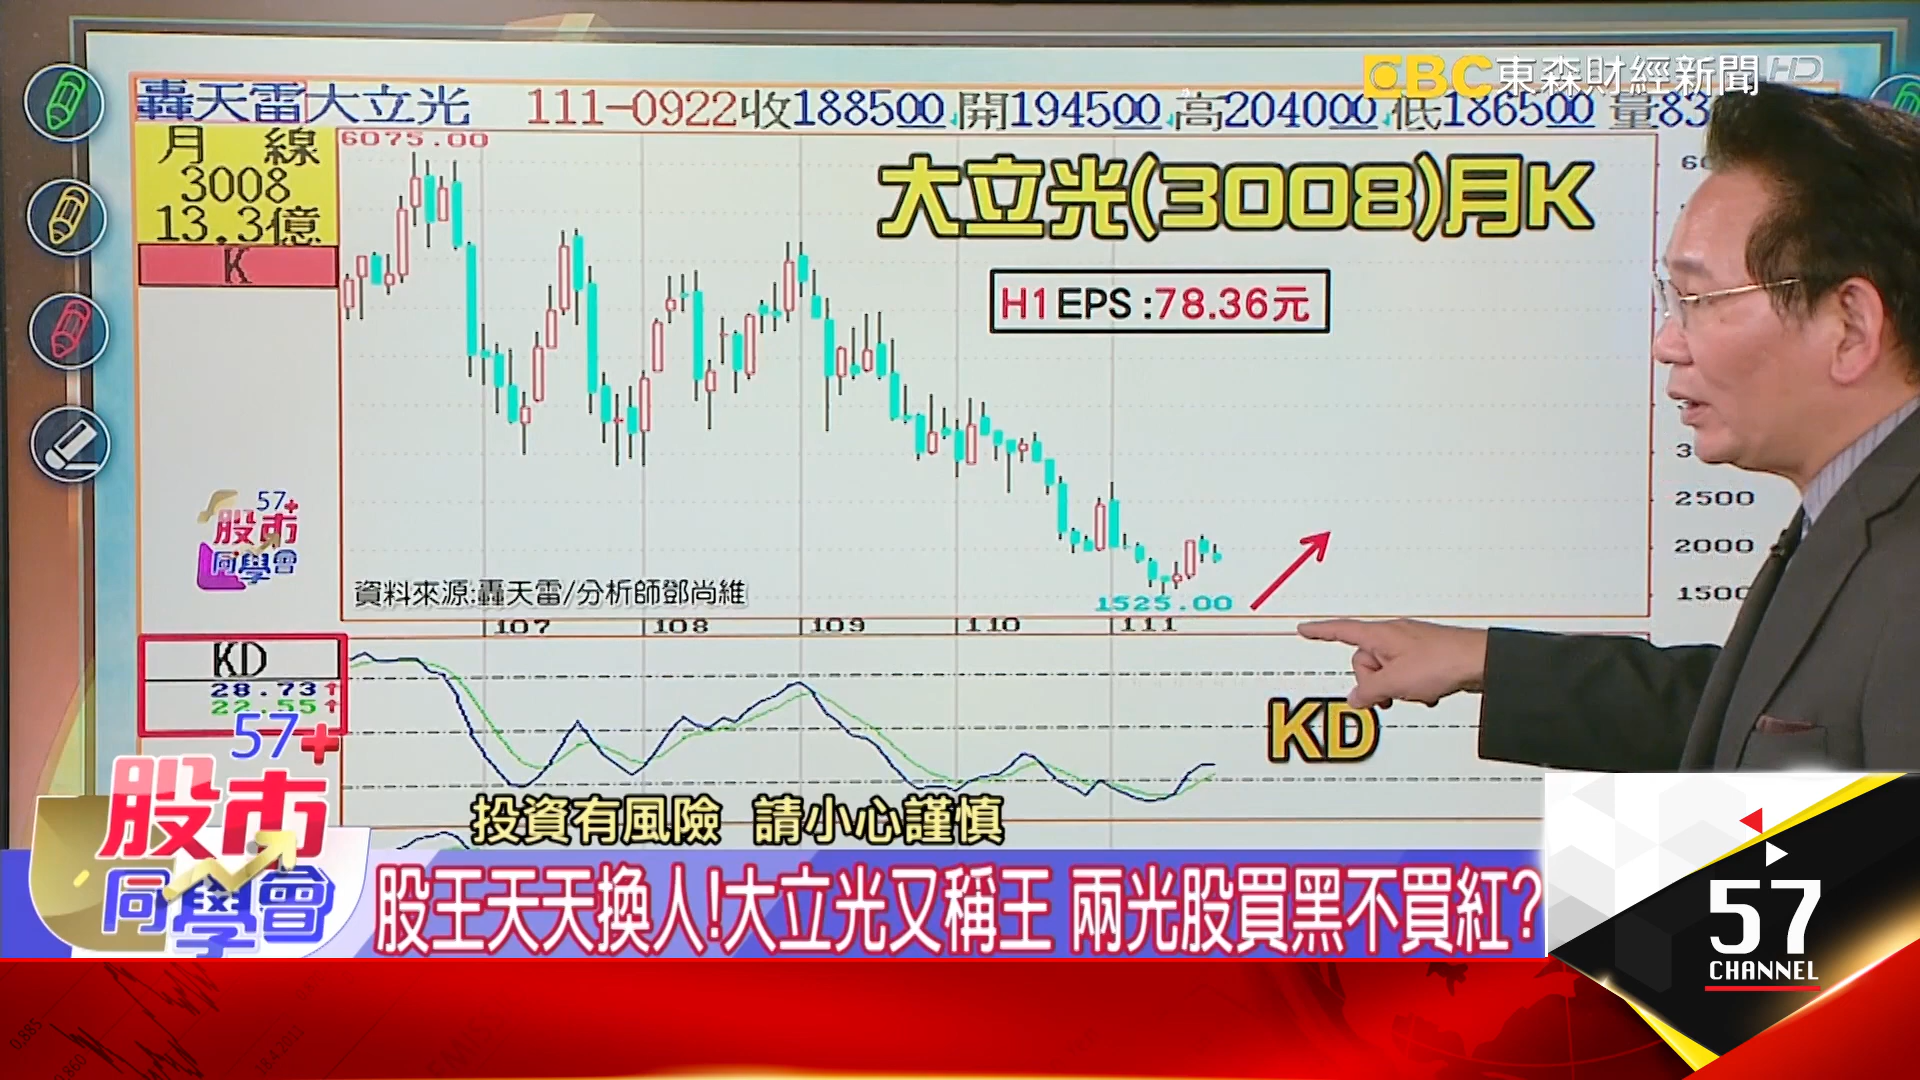 EBC東森財經新聞HD
轟天雷大立光 111-0922收188500 開194500 高204000 低186500 量83
月 線
3008
13.3億
K
6075.00
大立光(3008)月K
H1 EPS :78.36元
57+
股市
同學會
2500
2000
1500
資料來源:轟天雷/分析師鄧尚維
1525.00
107 108 109 110 111
KD
28.73↑
22.55↑
KD
57+
股市
同學會
投資有風險 請小心謹慎
股王天天換人!大立光又稱王 兩光股買黑不買紅?
57
CHANNEL